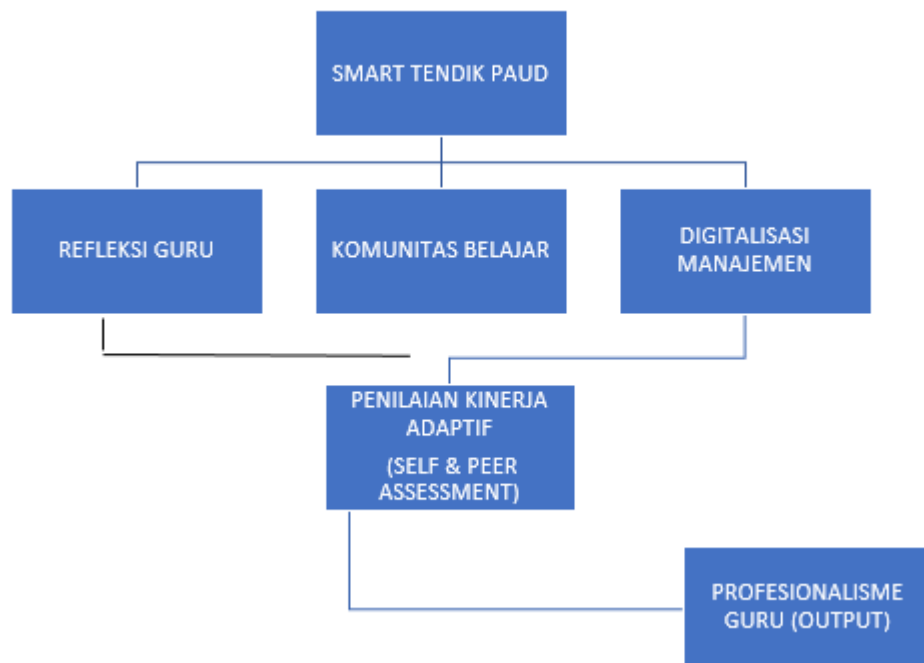 SMART TENDIK PAUD
REFLEKSI GURU
KOMUNITAS BELAJAR
DIGITALISASI
MANAJEMEN
PENILAIAN KINERJA
ADAPTIF
(SELF & PEER
ASSESSMENT)
PROFESIONALISME
GURU (OUTPUT)